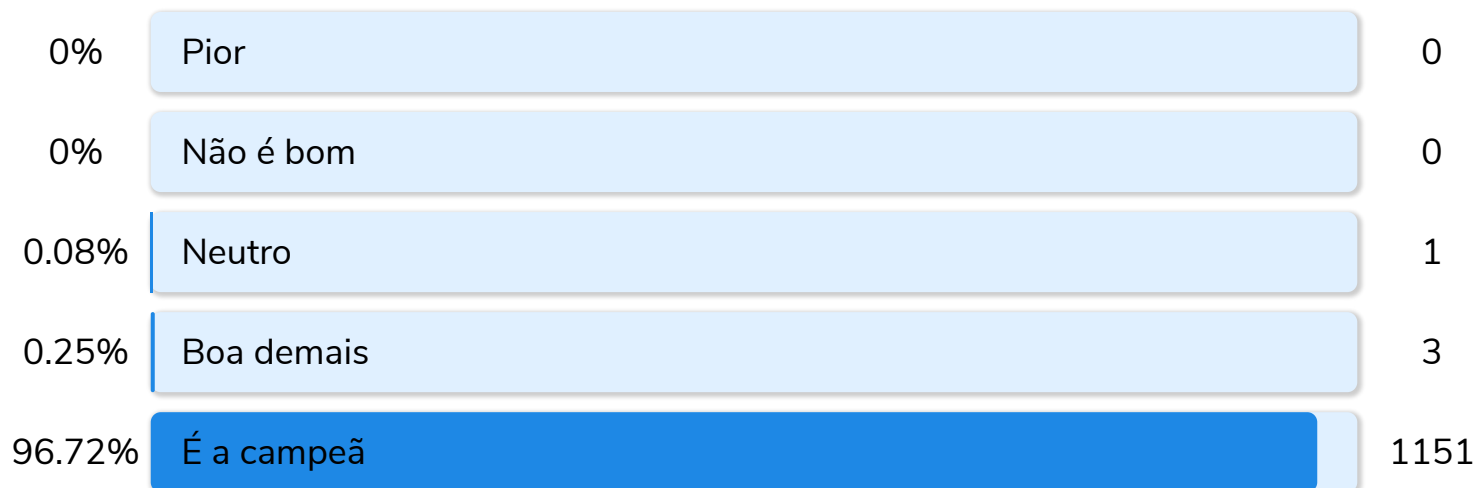 0% Pior 0
0% Não é bom 0
0.08% Neutro 1
0.25% Boa demais 3
96.72% É a campeã 1151